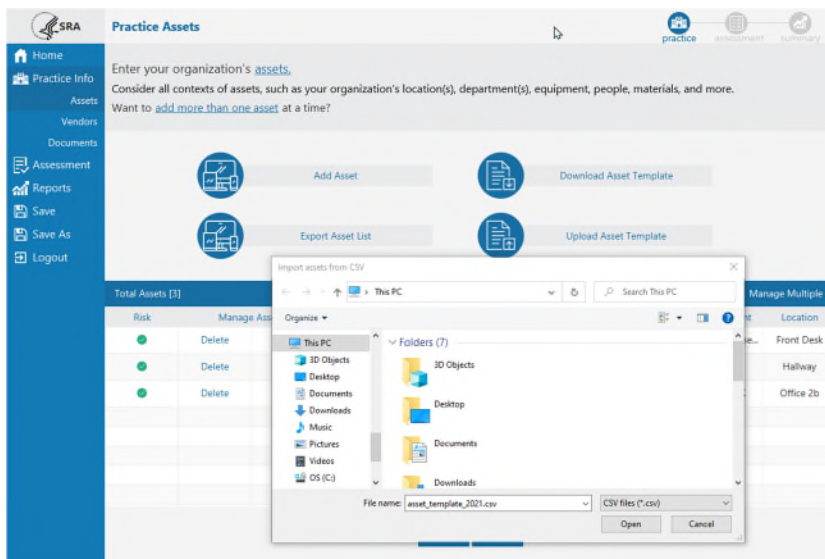 SRA
Practice Assets
practice
assessment
summary
Home
Practice Info
Assets
Vendors
Documents
Assessment
Reports
Save
Save As
Logout
Enter your organization's assets.
Consider all contexts of assets, such as your organization's location(s), department(s), equipment, people, materials, and more.
Want to add more than one asset at a time?
Add Asset
Download Asset Template
Export Asset List
Upload Asset Template
Total Assets [3]
Manage Multiple
Risk
Manage Ass
Location
Delete
Front Desk
Delete
Hallway
Delete
Office 2b
Import assets from CSV
This PC
Search This PC
Organize
This PC
3D Objects
Desktop
Documents
Downloads
Music
Pictures
Videos
OS (C:)
Folders (7)
3D Objects
Desktop
Documents
Downloads
File name: asset_template_2021.csv
CSV files (*.csv)
Open
Cancel